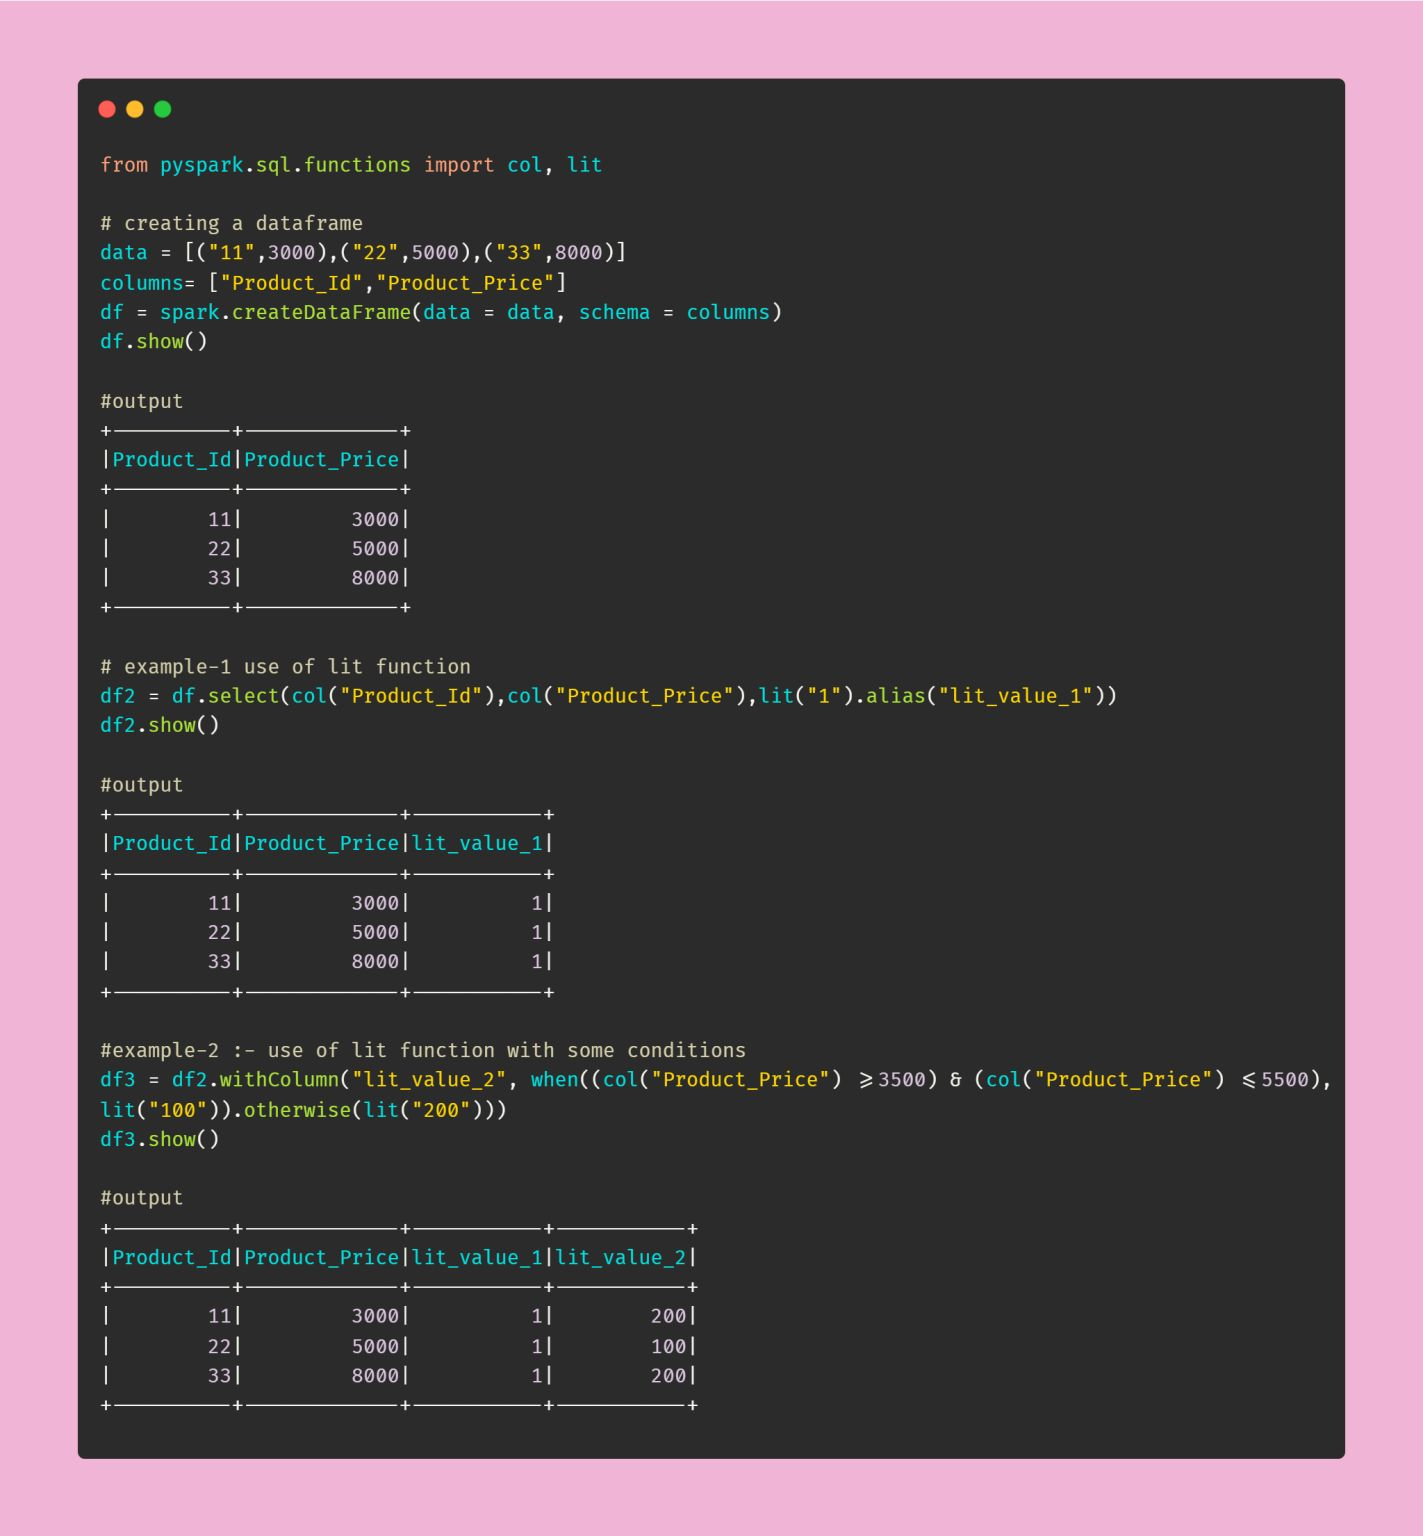 from pyspark.sql.functions import col, lit
# creating a dataframe
data = [("11",3000),("22",5000),("33",8000)]
columns= ["Product_Id","Product_Price"]
df = spark.createDataFrame(data = data, schema = columns)
df.show()
#output
+----------+-------------+
|Product_Id|Product_Price|
+----------+-------------+
|        11|         3000|
|        22|         5000|
|        33|         8000|
+----------+-------------+
# example-1 use of lit function
df2 = df.select(col("Product_Id"),col("Product_Price"),lit("1").alias("lit_value_1"))
df2.show()
#output
+----------+-------------+-----------+
|Product_Id|Product_Price|lit_value_1|
+----------+-------------+-----------+
|        11|         3000|          1|
|        22|         5000|          1|
|        33|         8000|          1|
+----------+-------------+-----------+
#example-2 :- use of lit function with some conditions
df3 = df2.withColumn("lit_value_2", when((col("Product_Price") >=3500) & (col("Product_Price") <=5500),
lit("100")).otherwise(lit("200")))
df3.show()
#output
+----------+-------------+-----------+-----------+
|Product_Id|Product_Price|lit_value_1|lit_value_2|
+----------+-------------+-----------+-----------+
|        11|         3000|          1|        200|
|        22|         5000|          1|        100|
|        33|         8000|          1|        200|
+----------+-------------+-----------+-----------+